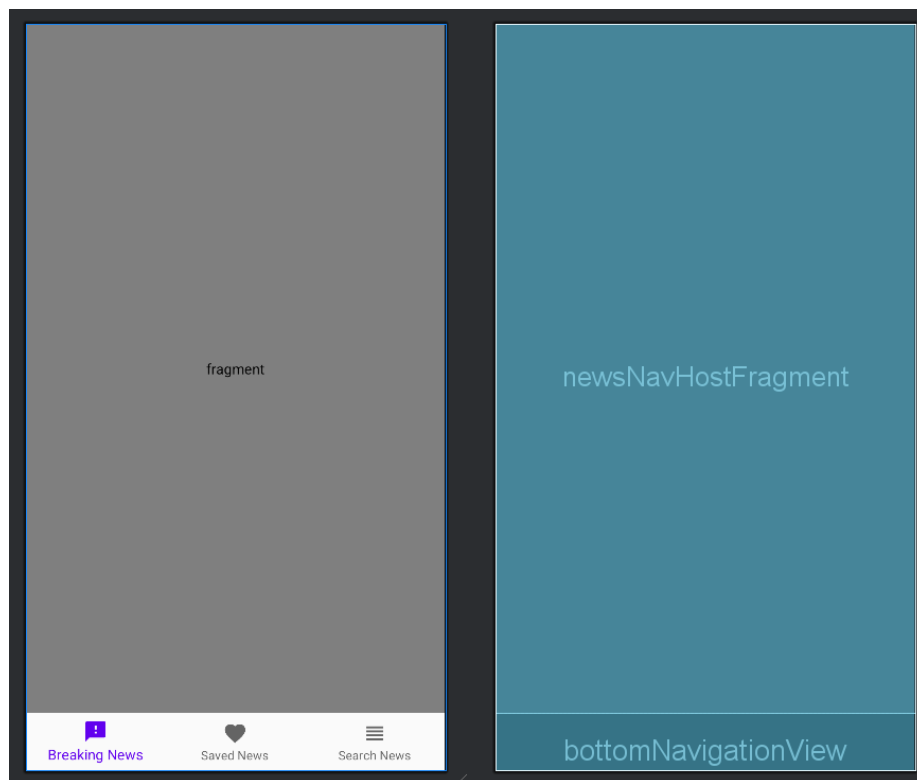 fragment
newsNavHostFragment
Breaking News
Saved News
Search News
bottomNavigationView